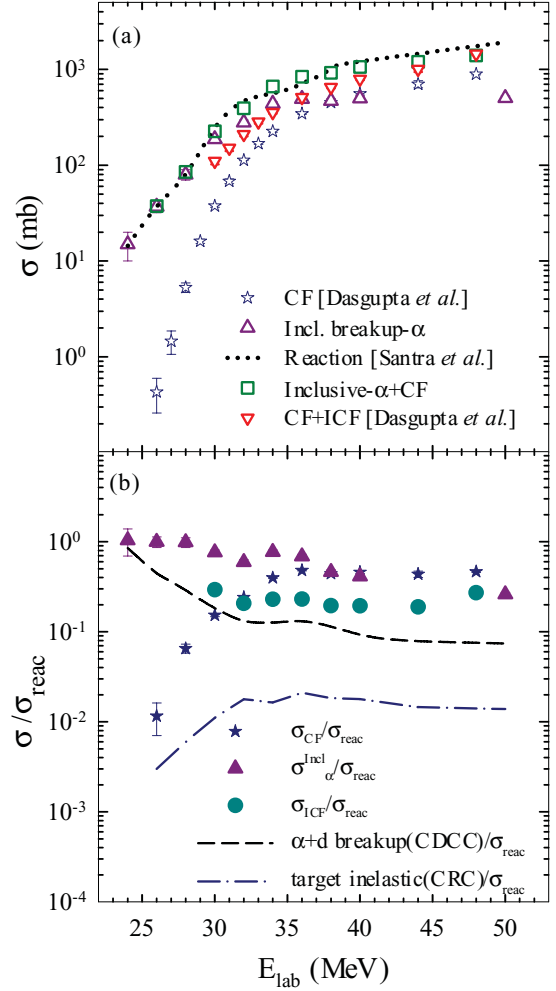 (a)
10³
10²
10¹
10⁰
σ (mb)
CF [Dasgupta et al.]
Incl. breakup-α
Reaction [Santra et al.]
Inclusive-α+CF
CF+ICF [Dasgupta et al.]
(b)
10⁰
10⁻¹
10⁻²
10⁻³
10⁻⁴
σ/σreac
σCF/σreac
σ^Incl_α/σreac
σICF/σreac
α+d breakup(CDCC)/σreac
target inelastic(CRC)/σreac
25 30 35 40 45 50
Elab (MeV)